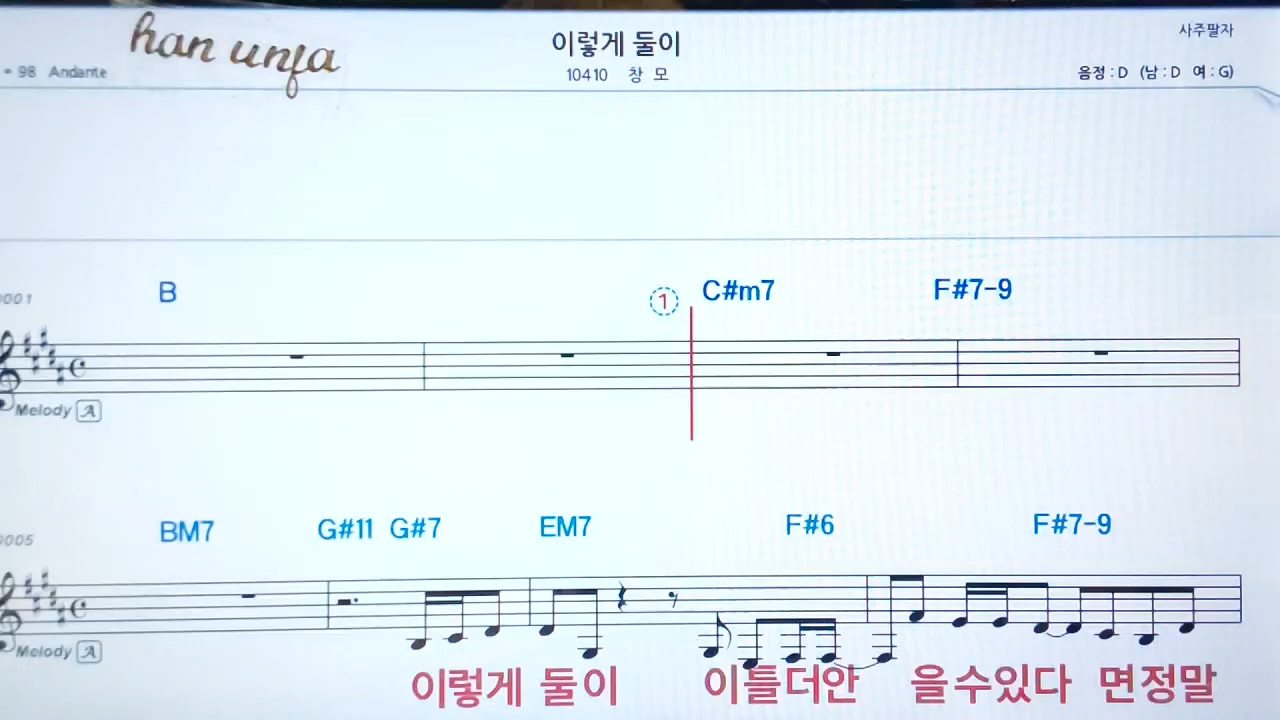 han unja
이렇게 둘이
사주팔자
= 98 Andante
10410 창 모
음정 : D (남 : D 여 : G)
0001
B
1
C#m7
F#7-9
Melody A
0005
BM7 G#11 G#7 EM7 F#6 F#7-9
Melody A
이렇게 둘이 이틀더안 을수있다 면정말